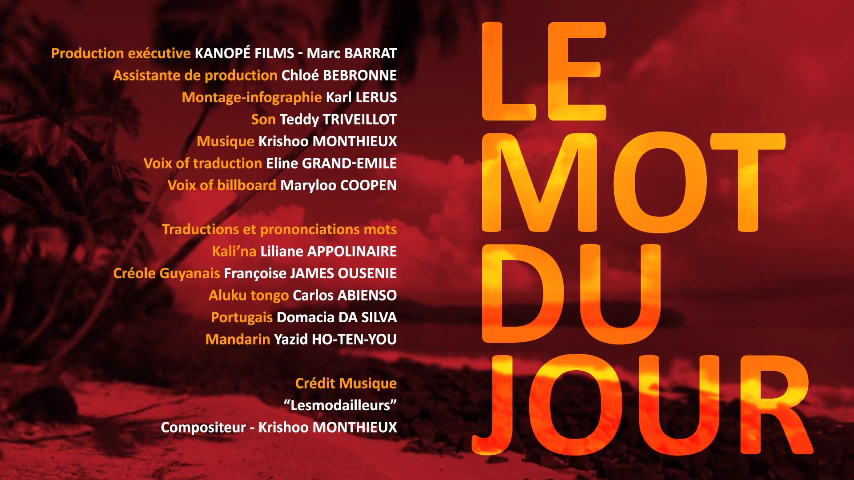 Production exécutive KANOPÉ FILMS - Marc BARRAT
Assistante de production Chloé BEBRONNE
Montage-infographie Karl LERUS
Son Teddy TRIVEILLOT
Musique Krishoo MONTHIEUX
Voix of traduction Eline GRAND-EMILE
Voix of billboard Maryloo COOPEN
Traductions et prononciations mots
Kali’na Liliane APPOLINAIRE
Créole Guyanais Françoise JAMES OUSENIE
Aluku tongo Carlos ABIENSO
Portugais Domacia DA SILVA
Mandarin Yazid HO-TEN-YOU
Crédit Musique
“Lesmodailleurs”
Compositeur - Krishoo MONTHIEUX
LE
MOT
DU
JOUR